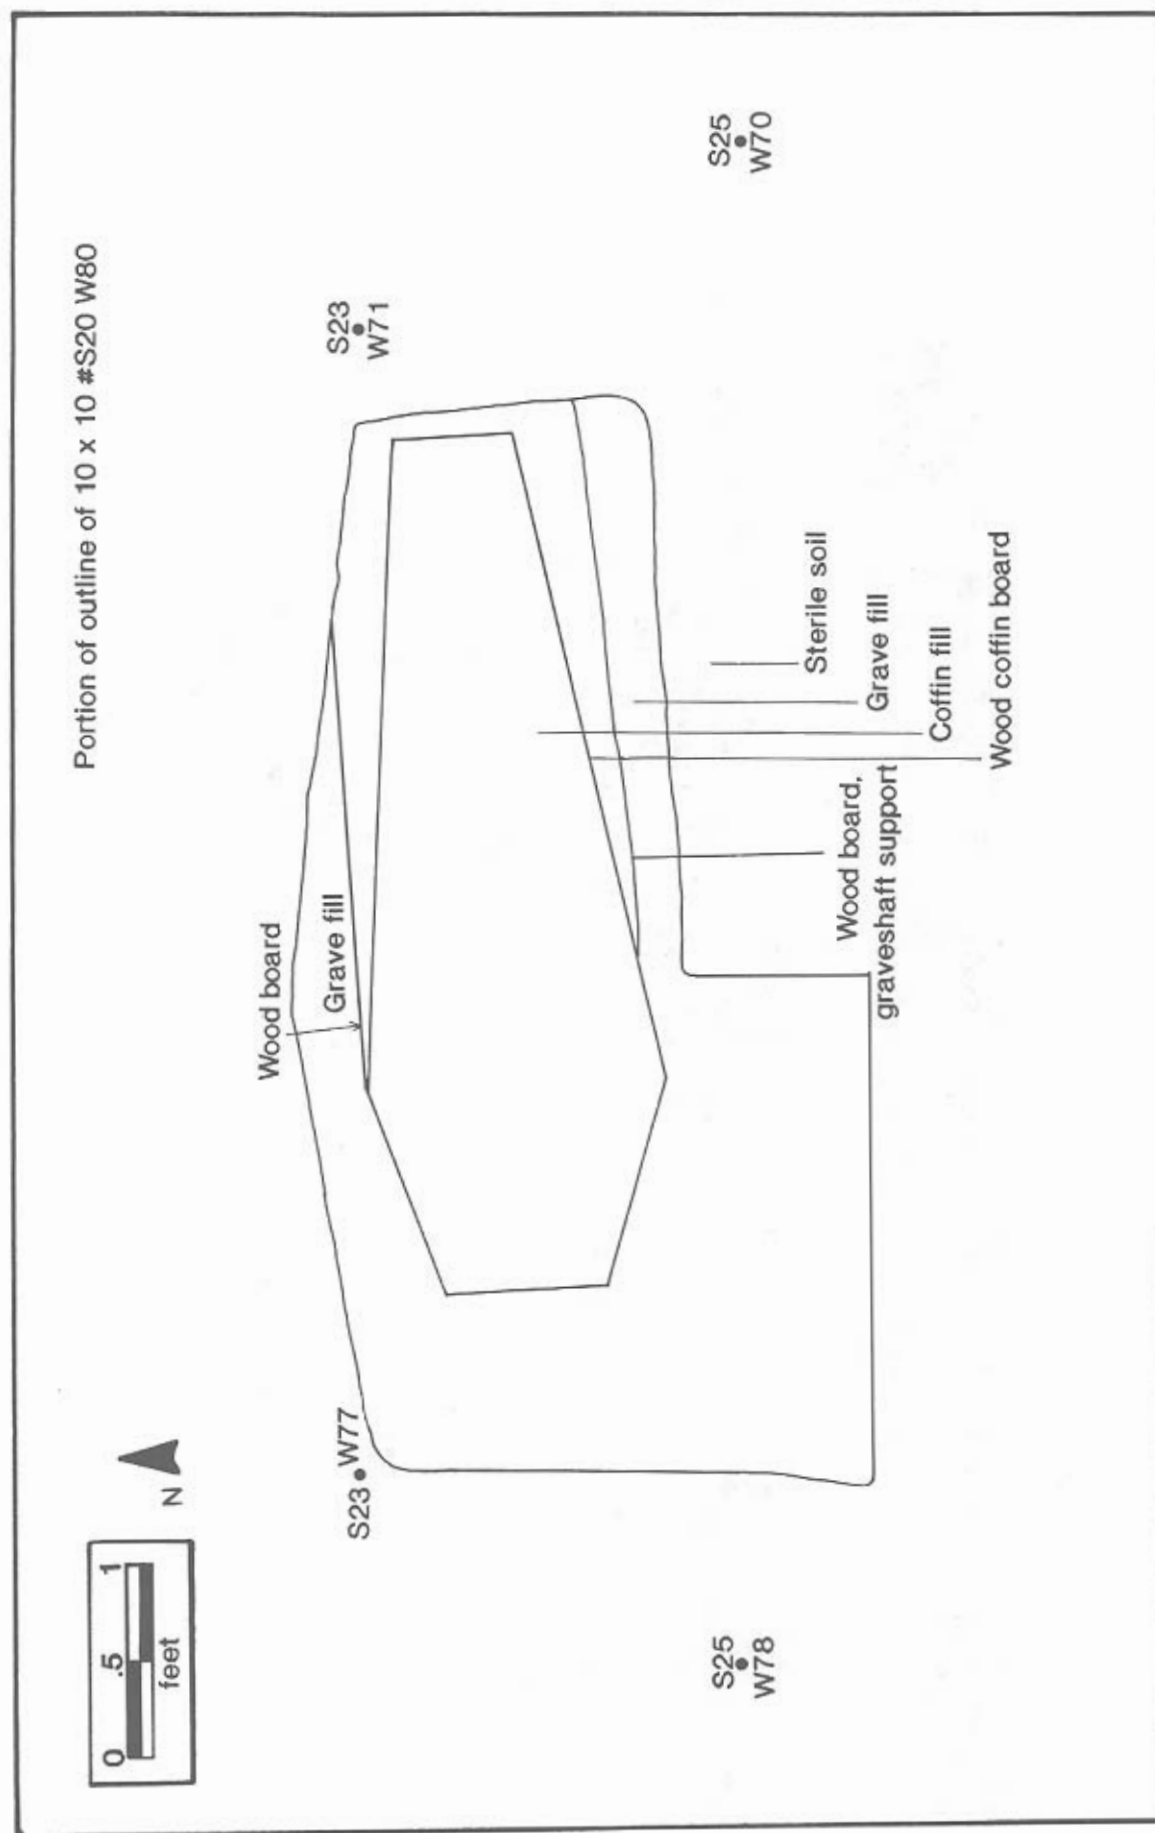 Portion of outline of 10 x 10 #S20 W80
0 .5 1
feet
N
S23 W77
S23
W71
Wood board
Grave fill
S25
W78
S25
W70
Wood board,
graveshaft support
Sterile soil
Grave fill
Coffin fill
Wood coffin board